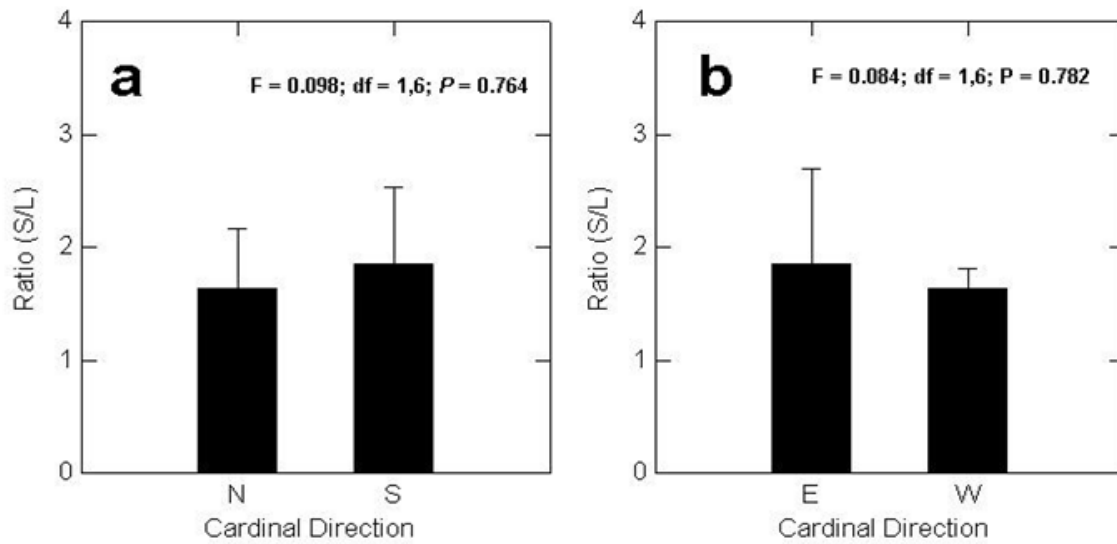 a
F = 0.098; df = 1,6; P = 0.764
Ratio (S/L)
4
3
2
1
0
N S
Cardinal Direction
b
F = 0.084; df = 1,6; P = 0.782
Ratio (S/L)
4
3
2
1
0
E W
Cardinal Direction